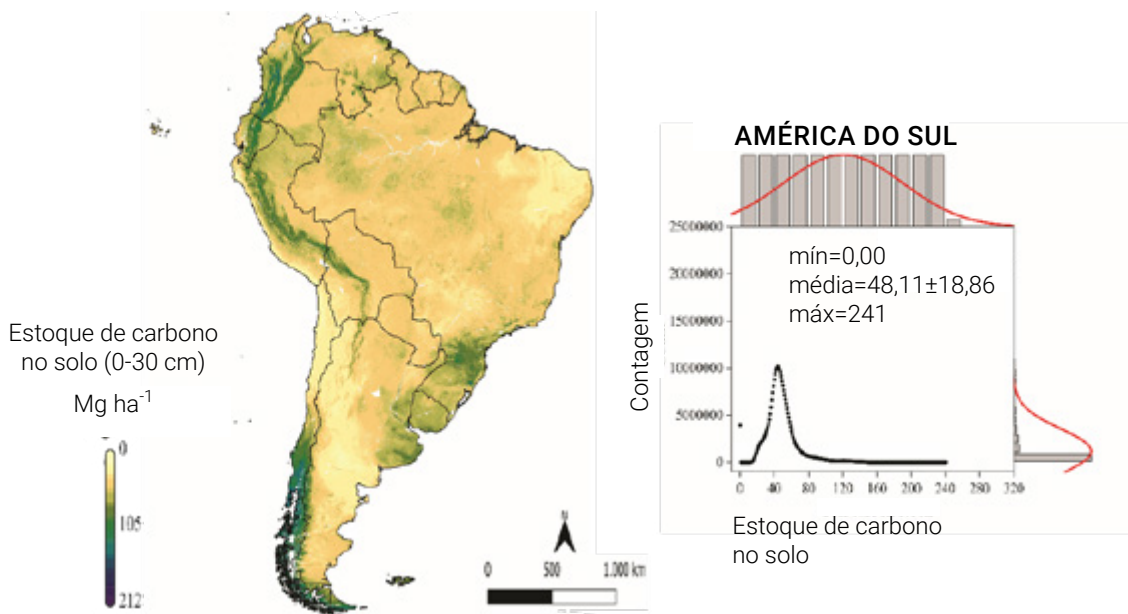 Estoque de carbono
no solo (0-30 cm)
Mg ha-1
0
105
212
N
0 500 1.000 km
AMÉRICA DO SUL
mín=0,00
média=48,11±18,86
máx=241
Contagem
25000000
20000000
15000000
10000000
5000000
0
0 40 80 120 160 200 240 280 320
Estoque de carbono
no solo